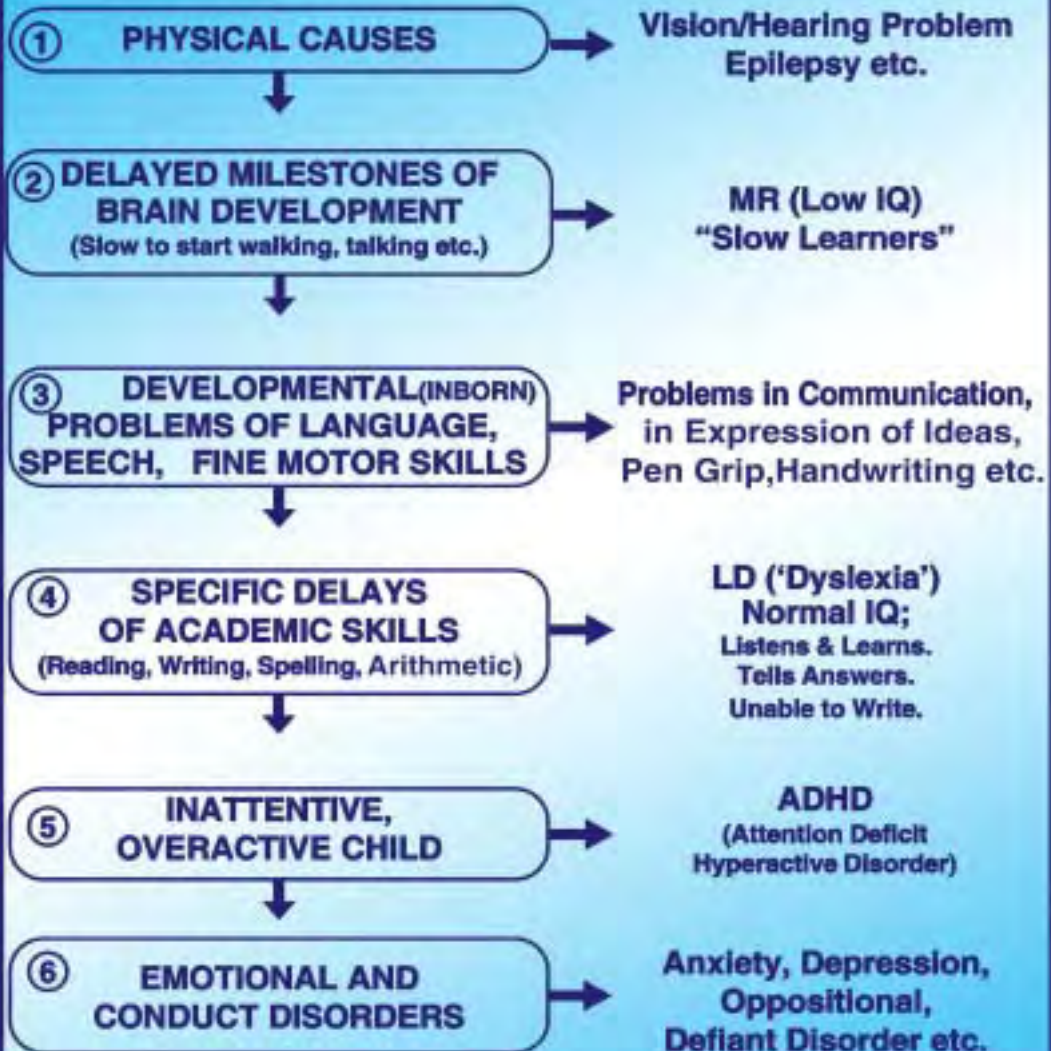 ① PHYSICAL CAUSES
Vision/Hearing Problem
Epilepsy etc.
② DELAYED MILESTONES OF
BRAIN DEVELOPMENT
(Slow to start walking, talking etc.)
MR (Low IQ)
“Slow Learners”
③ DEVELOPMENTAL(INBORN)
PROBLEMS OF LANGUAGE,
SPEECH, FINE MOTOR SKILLS
Problems in Communication,
in Expression of Ideas,
Pen Grip,Handwriting etc.
④ SPECIFIC DELAYS
OF ACADEMIC SKILLS
(Reading, Writing, Spelling, Arithmetic)
LD (‘Dyslexia’)
Normal IQ;
Listens & Learns.
Tells Answers.
Unable to Write.
⑤ INATTENTIVE,
OVERACTIVE CHILD
ADHD
(Attention Deficit
Hyperactive Disorder)
⑥ EMOTIONAL AND
CONDUCT DISORDERS
Anxiety, Depression,
Oppositional,
Defiant Disorder etc.